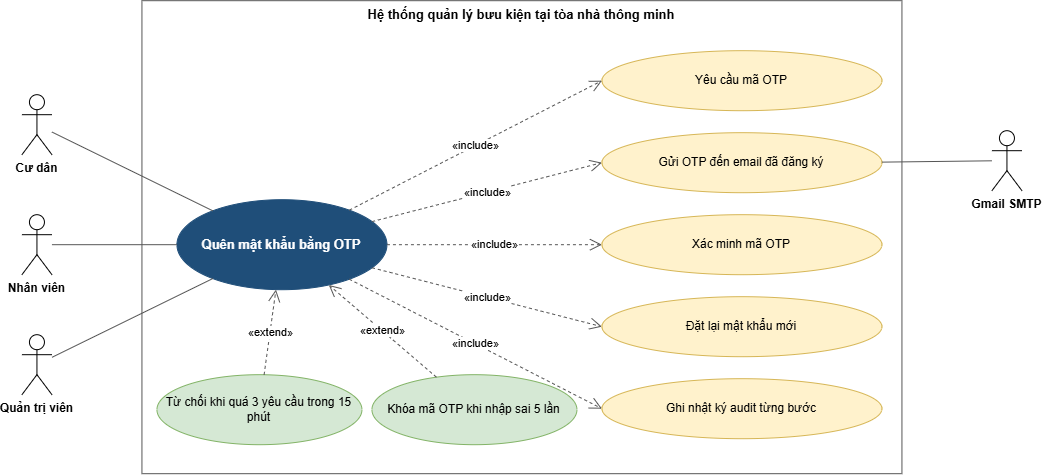 Hệ thống quản lý bưu kiện tại tòa nhà thông minh
Yêu cầu mã OTP
Cư dân
«include»
Gửi OTP đến email đã đăng ký
«include»
Gmail SMTP
Quên mật khẩu bằng OTP
«include»
Xác minh mã OTP
Nhân viên
«include»
Đặt lại mật khẩu mới
«extend»
«extend»
«include»
Quản trị viên
Từ chối khi quá 3 yêu cầu trong 15
phút
Khóa mã OTP khi nhập sai 5 lần
Ghi nhật ký audit từng bước